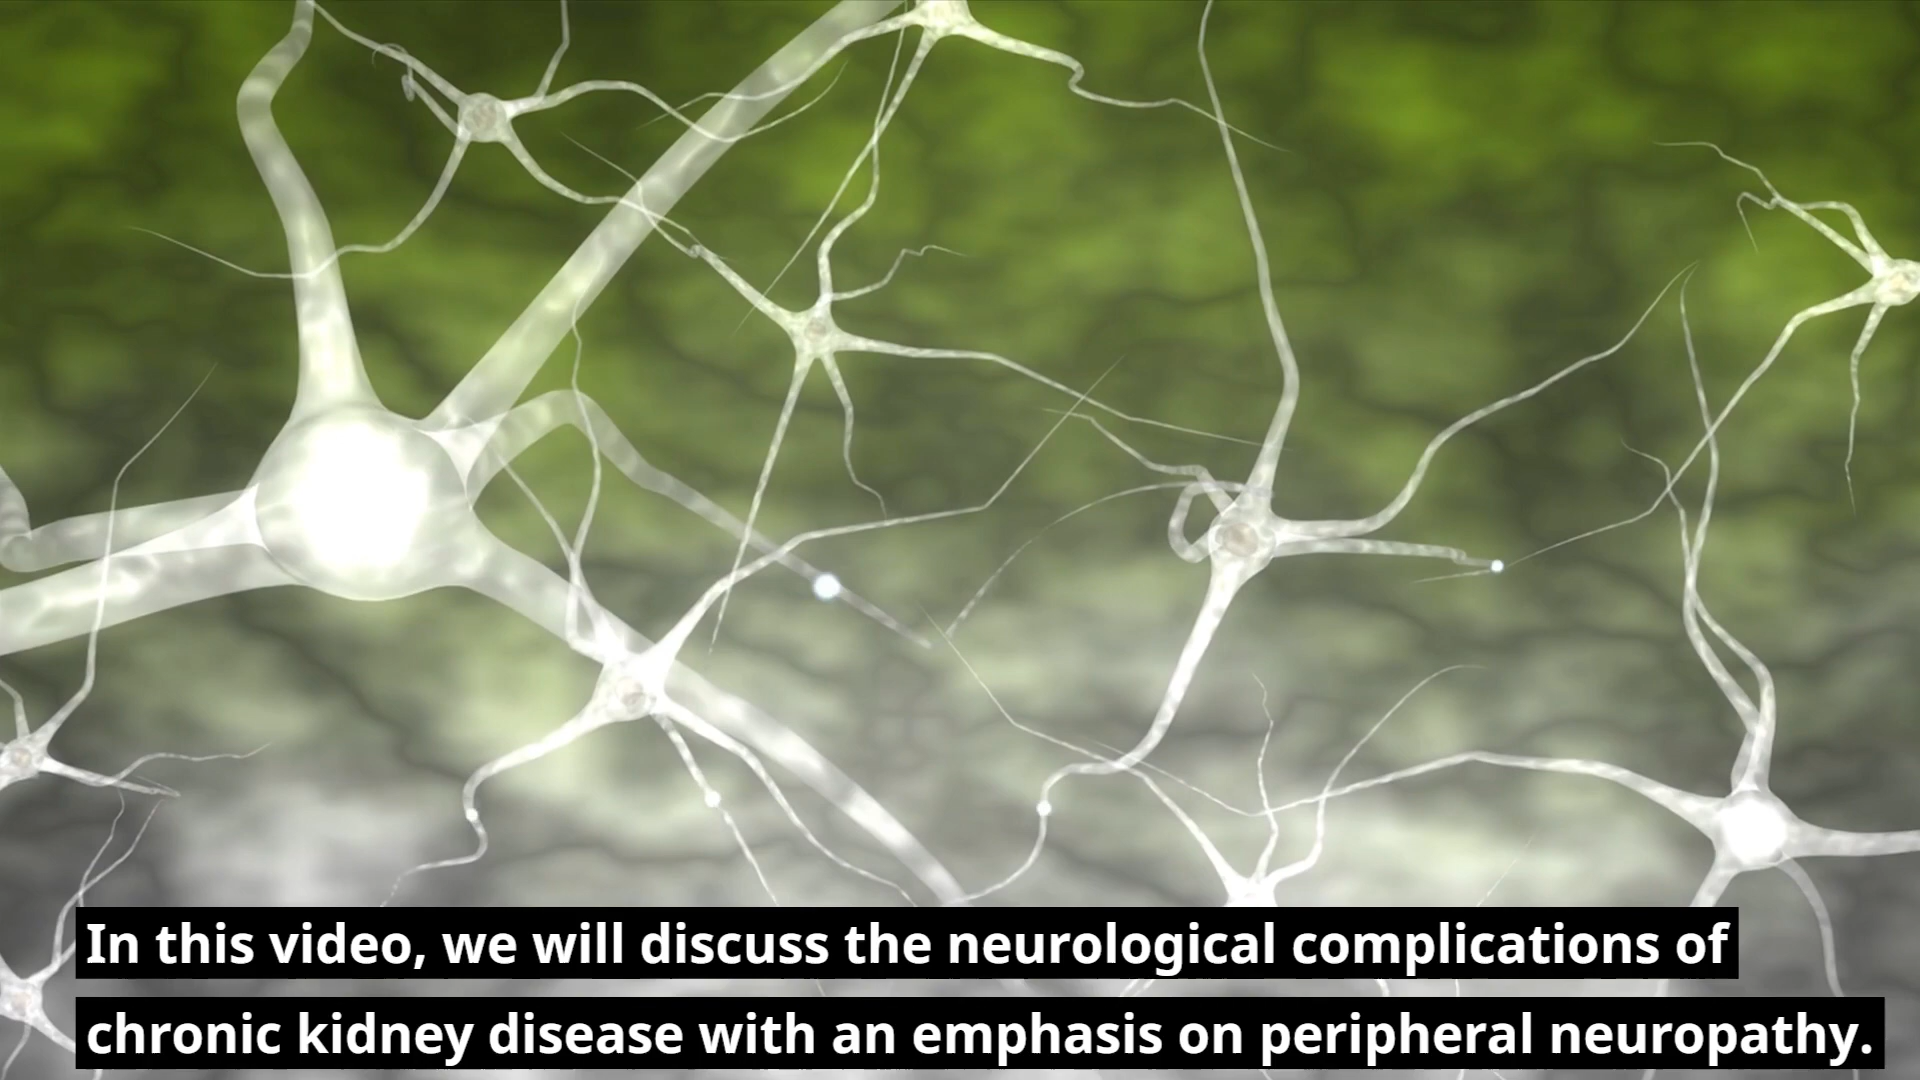 In this video, we will discuss the neurological complications of
chronic kidney disease with an emphasis on peripheral neuropathy.